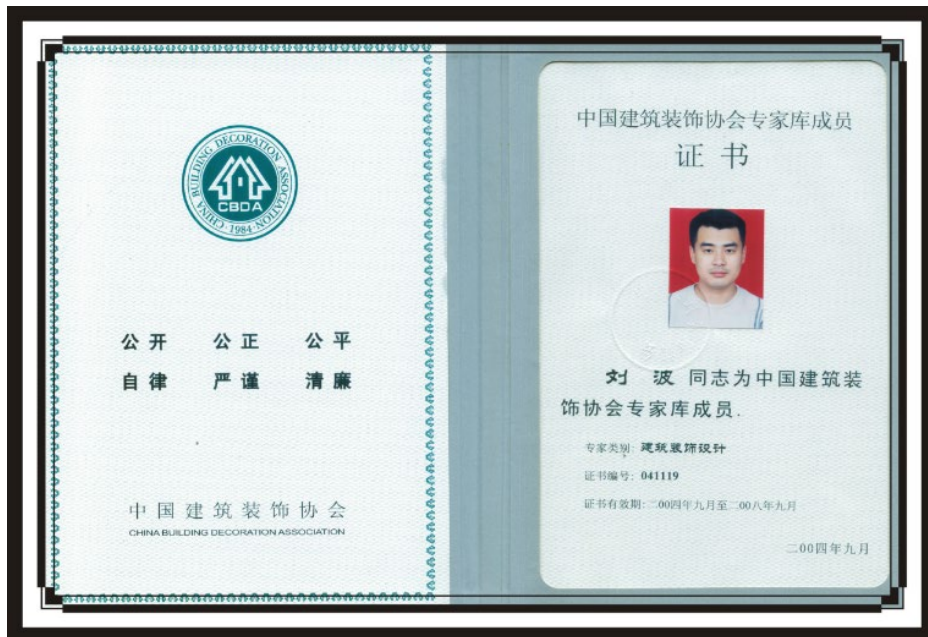 CHINA BUILDING DECORATION ASSOCIATION
CBDA
·1984·
公开 公正 公平
自律 严谨 清廉
中国建筑装饰协会
CHINA BUILDING DECORATION ASSOCIATION
中国建筑装饰协会专家库成员
证书
刘 波 同志为中国建筑装
饰协会专家库成员.
专家类别: 建筑装饰设计
证书编号: 041119
证书有效期:二00四年九月至二00八年九月
二00四年九月